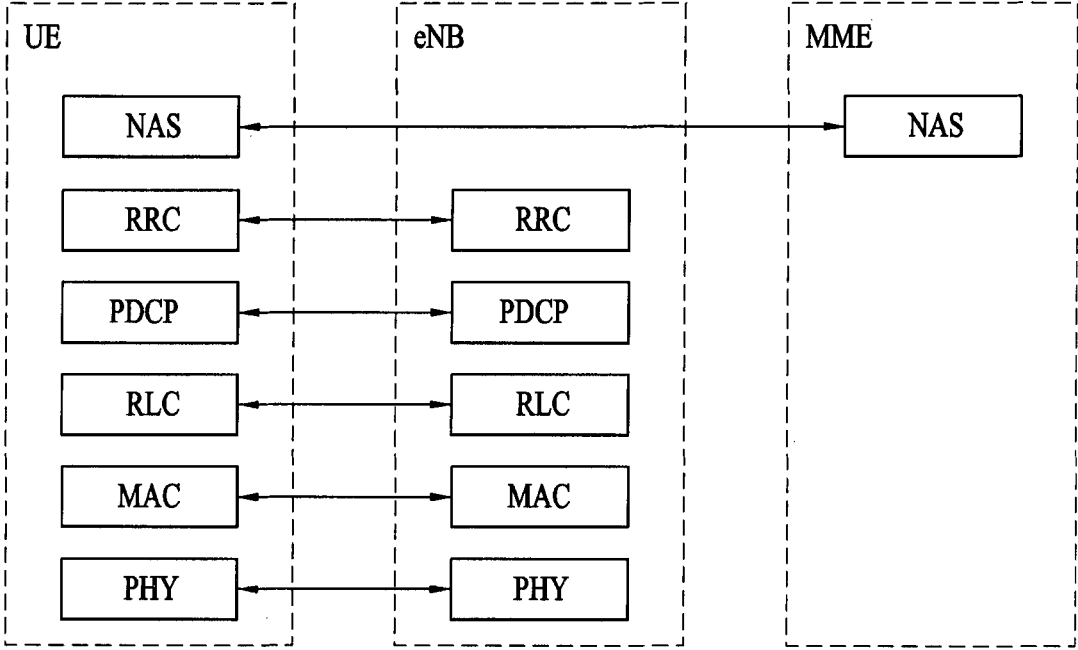 UE eNB MME
NAS NAS
RRC RRC
PDCP PDCP
RLC RLC
MAC MAC
PHY PHY